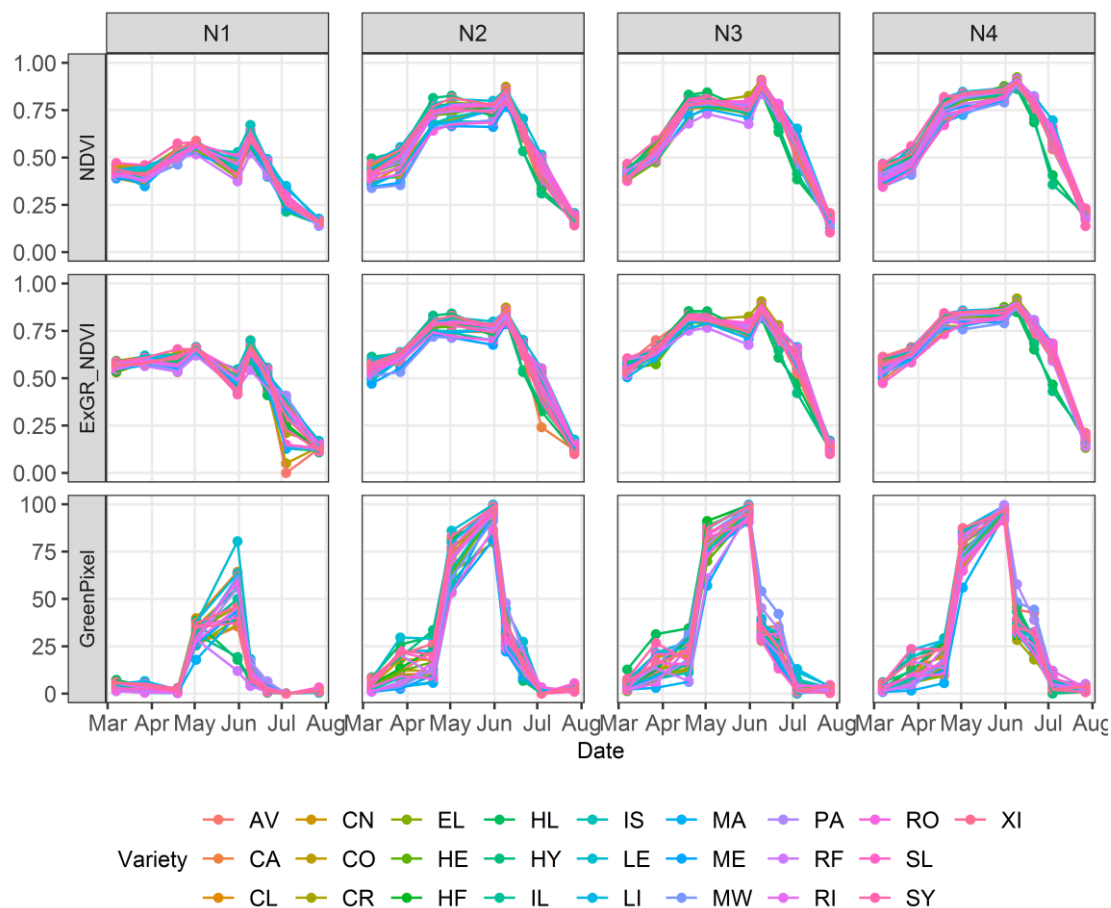 N1 N2 N3 N4
NDVI
1.00
0.75
0.50
0.25
0.00
ExGR_NDVI
1.00
0.75
0.50
0.25
0.00
GreenPixel
100
75
50
25
0
Mar Apr May Jun Jul Aug Mar Apr May Jun Jul Aug Mar Apr May Jun Jul Aug Mar Apr May Jun Jul Aug
Date
AV CN EL HL IS MA PA RO XI
Variety CA CO HE HY LE ME RF SL
CL CR HF IL LI MW RI SY